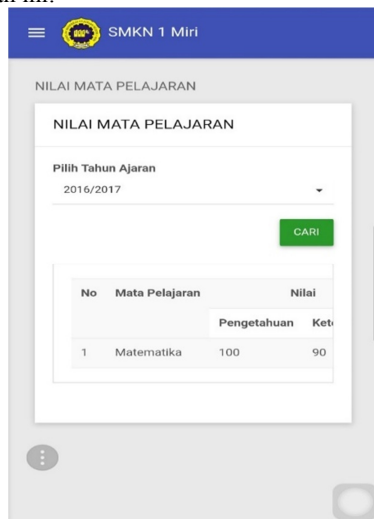 SMKN 1 Miri
NILAI MATA PELAJARAN
NILAI MATA PELAJARAN
Pilih Tahun Ajaran
2016/2017
CARI
No Mata Pelajaran Nilai
Pengetahuan Kete
1 Matematika 100 90